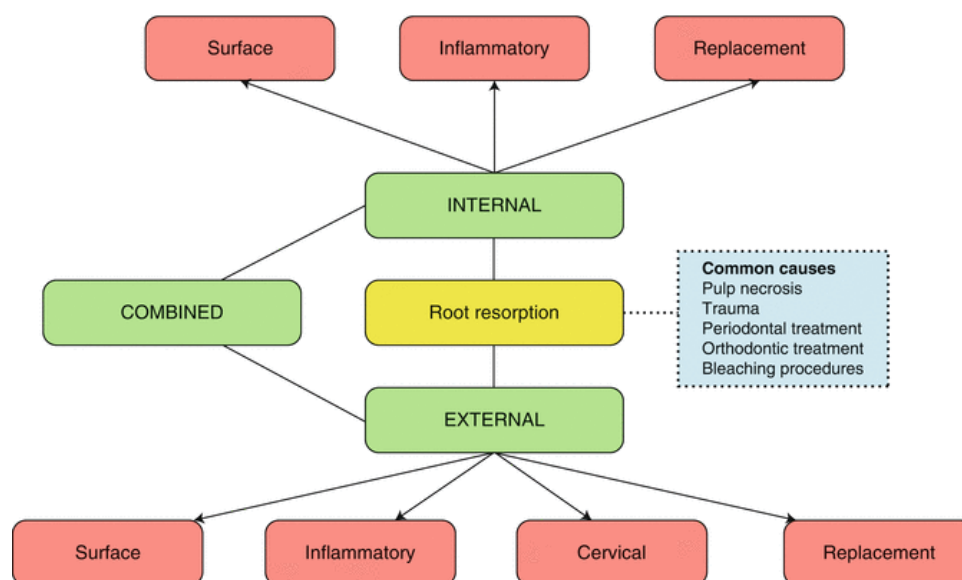 Surface
Inflammatory
Replacement
INTERNAL
COMBINED
Root resorption
Common causes
Pulp necrosis
Trauma
Periodontal treatment
Orthodontic treatment
Bleaching procedures
EXTERNAL
Surface
Inflammatory
Cervical
Replacement